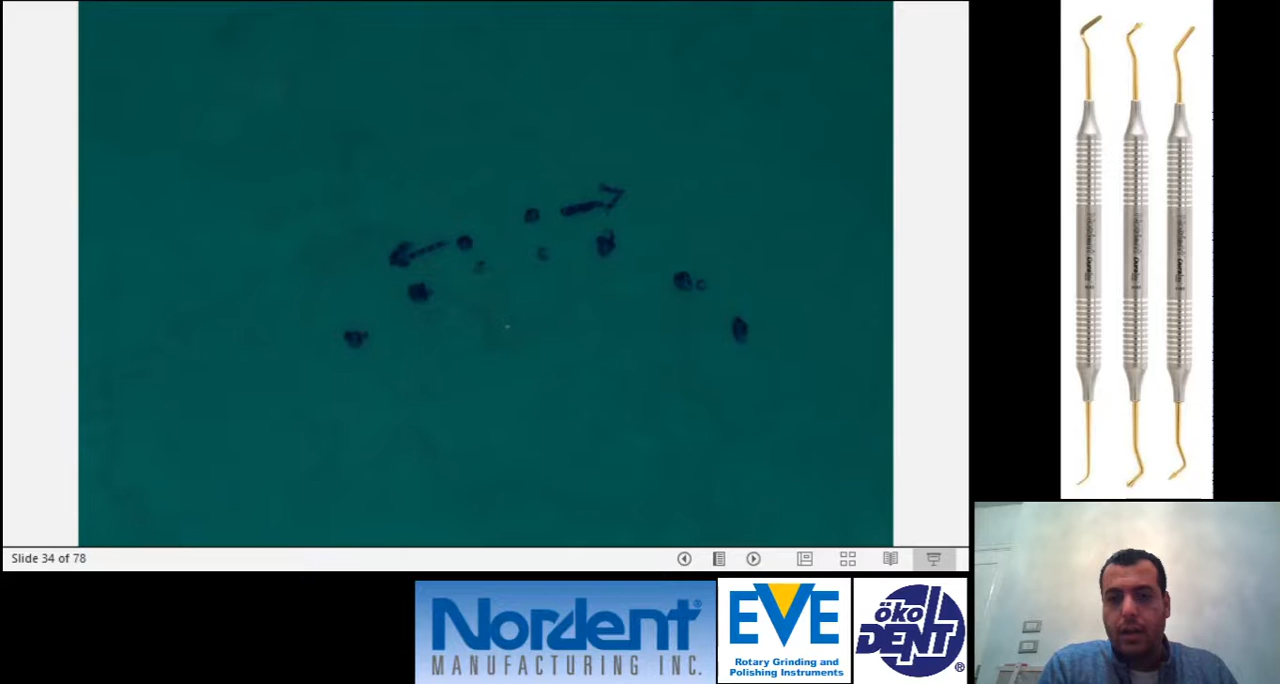 Slide 34 of 78
Nordent®
MANUFACTURING INC.
EVE
Rotary Grinding and
Polishing Instruments
öko
DENT®